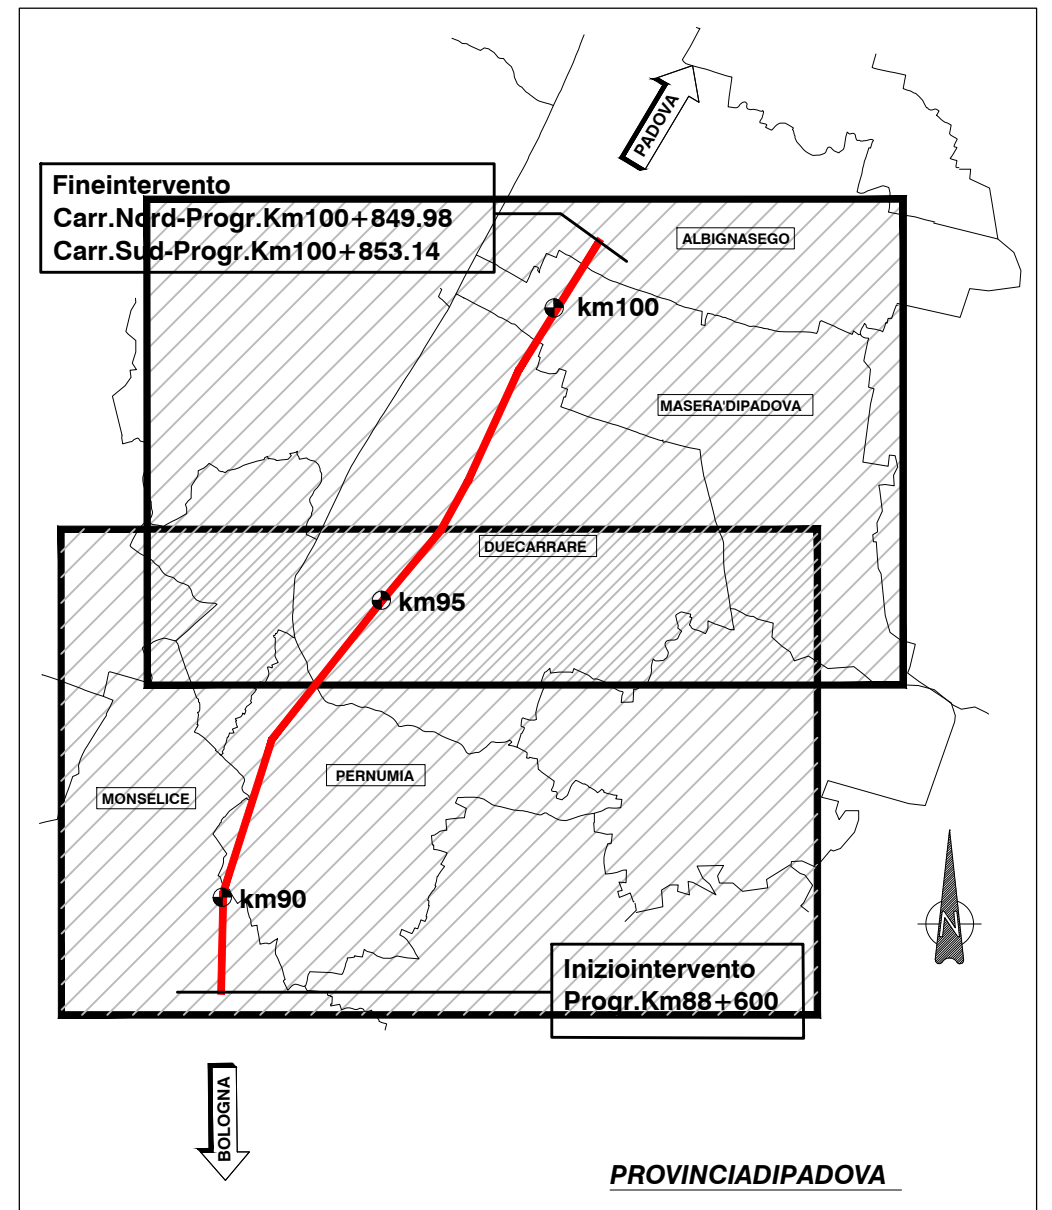 PADOVA
Fineintervento
Carr.Nord-Progr.Km100+849.98
Carr.Sud-Progr.Km100+853.14
ALBIGNASEGO
km100
MASERA'DIPADOVA
DUECARRARE
km95
PERNUMIA
MONSELICE
km90
N
Iniziointervento
Progr.Km88+600
BOLOGNA
PROVINCIADIPADOVA